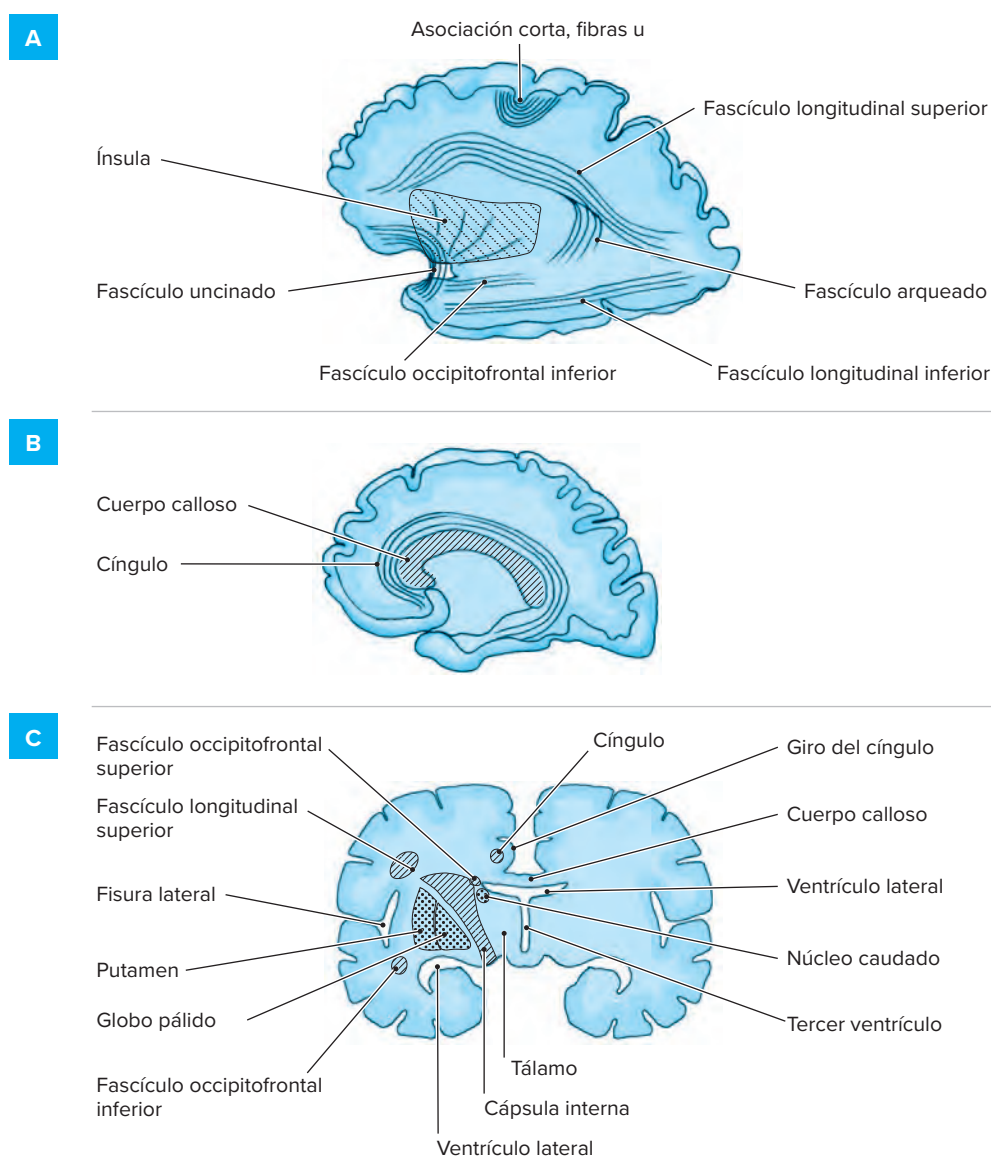 A
Asociación corta, fibras u
Fascículo longitudinal superior
Ínsula
Fascículo uncinado
Fascículo arqueado
Fascículo occipitofrontal inferior
Fascículo longitudinal inferior
B
Cuerpo calloso
Cíngulo
C
Fascículo occipitofrontal
superior
Cíngulo
Giro del cíngulo
Fascículo longitudinal
superior
Cuerpo calloso
Fisura lateral
Ventrículo lateral
Putamen
Núcleo caudado
Globo pálido
Tercer ventrículo
Tálamo
Fascículo occipitofrontal
inferior
Cápsula interna
Ventrículo lateral